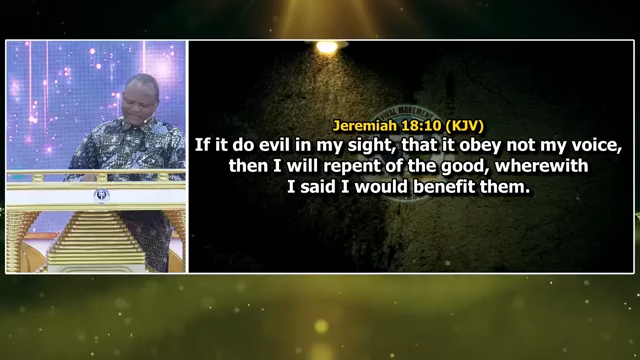 Jeremiah 18:10 (KJV)
If it do evil in my sight, that it obey not my voice,
then I will repent of the good, wherewith
I said I would benefit them.